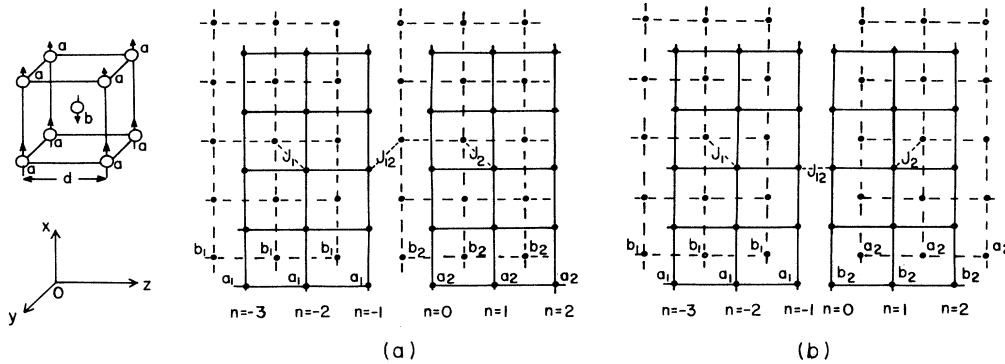 a a
a a
b
a a
a a
d
x
O z
y
J₁ J₁₂ J₂
b₁ b₁ b₁ b₂ b₂ b₂
a₁ a₁ a₁ a₂ a₂ a₂
n=-3 n=-2 n=-1 n=0 n=1 n=2
(a)
J₁ J₁₂ J₂
b₁ b₁ b₁ a₂ a₂ a₂
a₁ a₁ a₁ b₂ b₂ b₂
n=-3 n=-2 n=-1 n=0 n=1 n=2
(b)